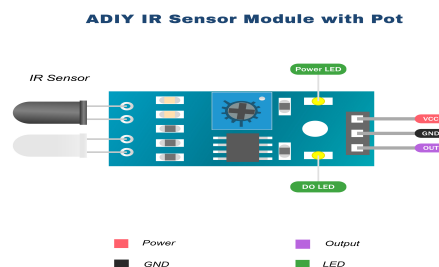 ADIY IR Sensor Module with Pot
Power LED
IR Sensor
VCC
GND
OUT
DO LED
Power
Output
GND
LED